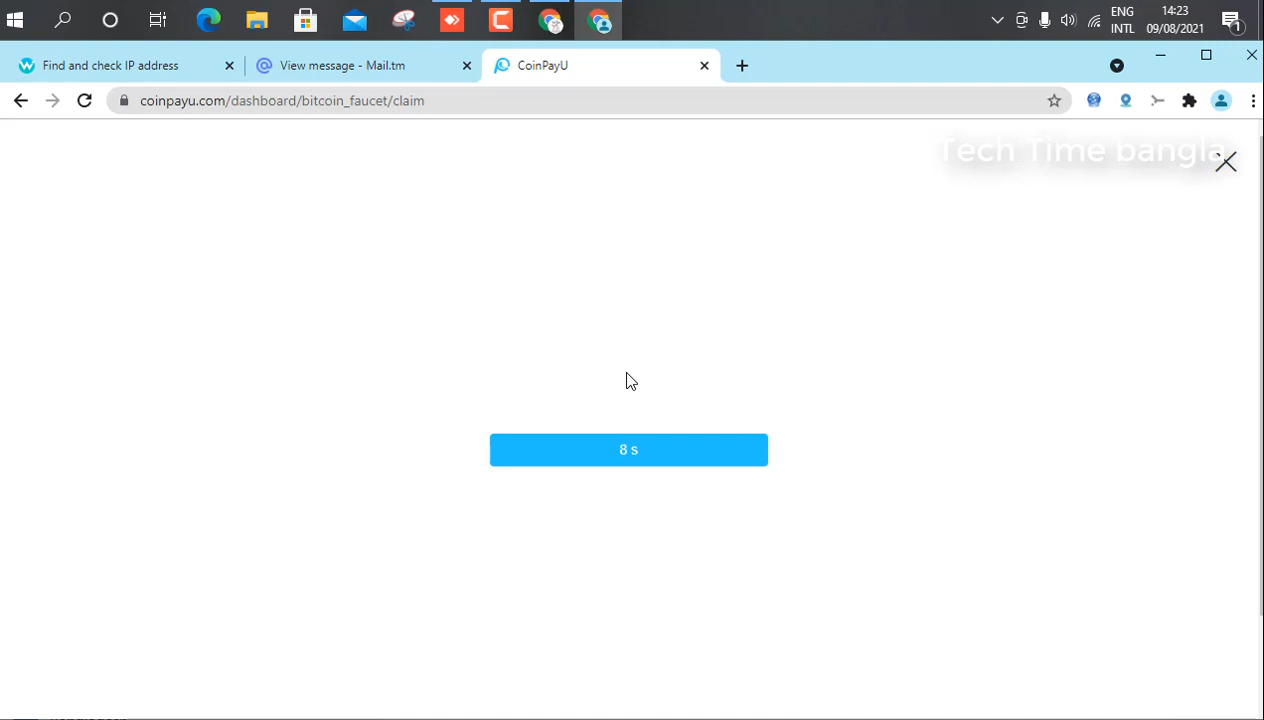 ENG
14:23
INTL
09/08/2021
1
Find and check IP address
View message - Mail.tm
CoinPayU
coinpayu.com/dashboard/bitcoin_faucet/claim
Tech Time bangla
8 s